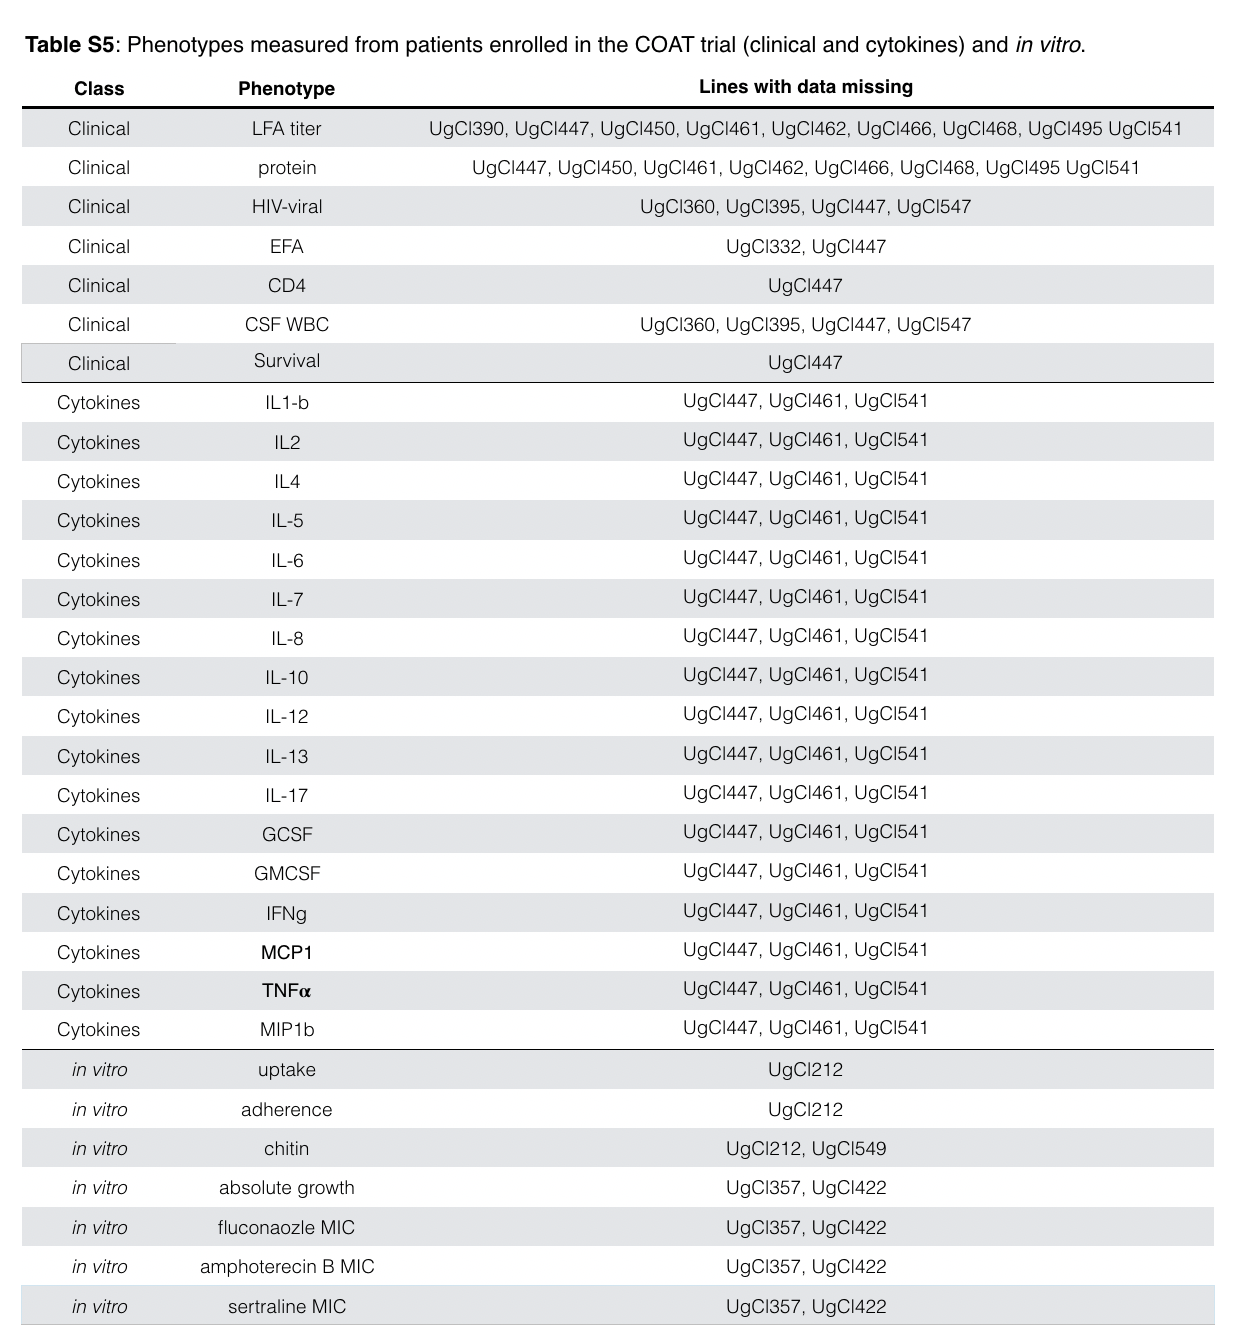 Table S5: Phenotypes measured from patients enrolled in the COAT trial (clinical and cytokines) and in vitro.
Class Phenotype Lines with data missing
Clinical LFA titer UgCl390, UgCl447, UgCl450, UgCl461, UgCl462, UgCl466, UgCl468, UgCl495 UgCl541
Clinical protein UgCl447, UgCl450, UgCl461, UgCl462, UgCl466, UgCl468, UgCl495 UgCl541
Clinical HIV-viral UgCl360, UgCl395, UgCl447, UgCl547
Clinical EFA UgCl332, UgCl447
Clinical CD4 UgCl447
Clinical CSF WBC UgCl360, UgCl395, UgCl447, UgCl547
Clinical Survival UgCl447
Cytokines IL1-b UgCl447, UgCl461, UgCl541
Cytokines IL2 UgCl447, UgCl461, UgCl541
Cytokines IL4 UgCl447, UgCl461, UgCl541
Cytokines IL-5 UgCl447, UgCl461, UgCl541
Cytokines IL-6 UgCl447, UgCl461, UgCl541
Cytokines IL-7 UgCl447, UgCl461, UgCl541
Cytokines IL-8 UgCl447, UgCl461, UgCl541
Cytokines IL-10 UgCl447, UgCl461, UgCl541
Cytokines IL-12 UgCl447, UgCl461, UgCl541
Cytokines IL-13 UgCl447, UgCl461, UgCl541
Cytokines IL-17 UgCl447, UgCl461, UgCl541
Cytokines GCSF UgCl447, UgCl461, UgCl541
Cytokines GMCSF UgCl447, UgCl461, UgCl541
Cytokines IFNg UgCl447, UgCl461, UgCl541
Cytokines MCP1 UgCl447, UgCl461, UgCl541
Cytokines TNFα UgCl447, UgCl461, UgCl541
Cytokines MIP1b UgCl447, UgCl461, UgCl541
in vitro uptake UgCl212
in vitro adherence UgCl212
in vitro chitin UgCl212, UgCl549
in vitro absolute growth UgCl357, UgCl422
in vitro fluconaozle MIC UgCl357, UgCl422
in vitro amphoterecin B MIC UgCl357, UgCl422
in vitro sertraline MIC UgCl357, UgCl422